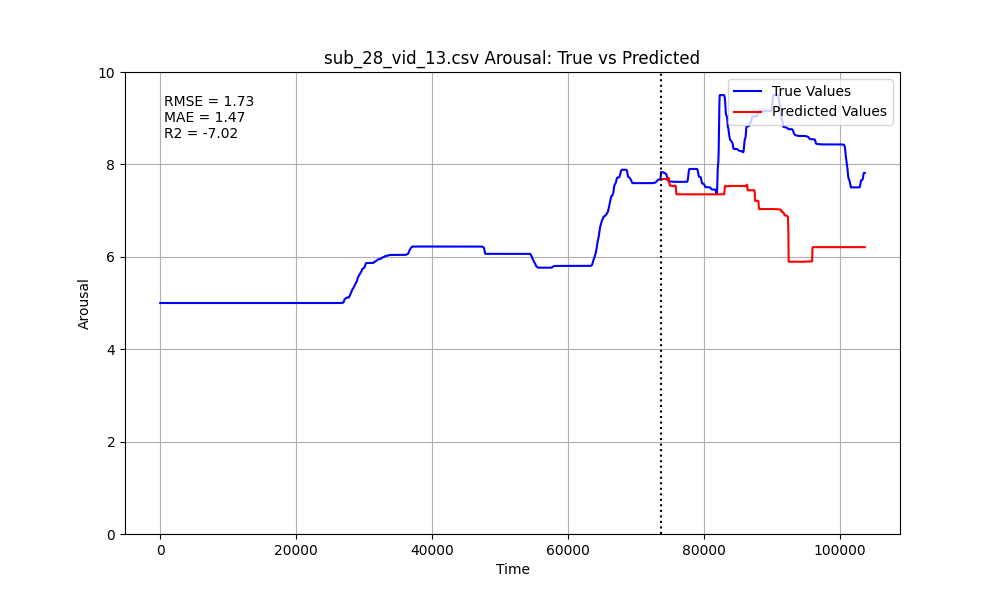 sub_28_vid_13.csv Arousal: True vs Predicted
RMSE = 1.73
MAE = 1.47
R2 = -7.02
True Values
Predicted Values
Arousal
10
8
6
4
2
0
0 20000 40000 60000 80000 100000
Time